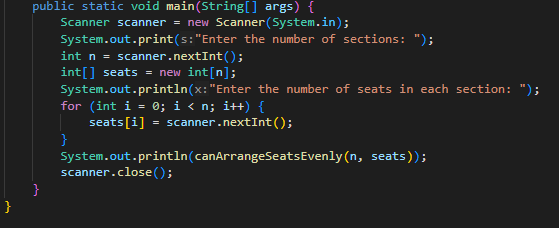 public static void main(String[] args) {
Scanner scanner = new Scanner(System.in);
System.out.print(s:"Enter the number of sections: ");
int n = scanner.nextInt();
int[] seats = new int[n];
System.out.println(x:"Enter the number of seats in each section: ");
for (int i = 0; i < n; i++) {
seats[i] = scanner.nextInt();
}
System.out.println(canArrangeSeatsEvenly(n, seats));
scanner.close();
}
}